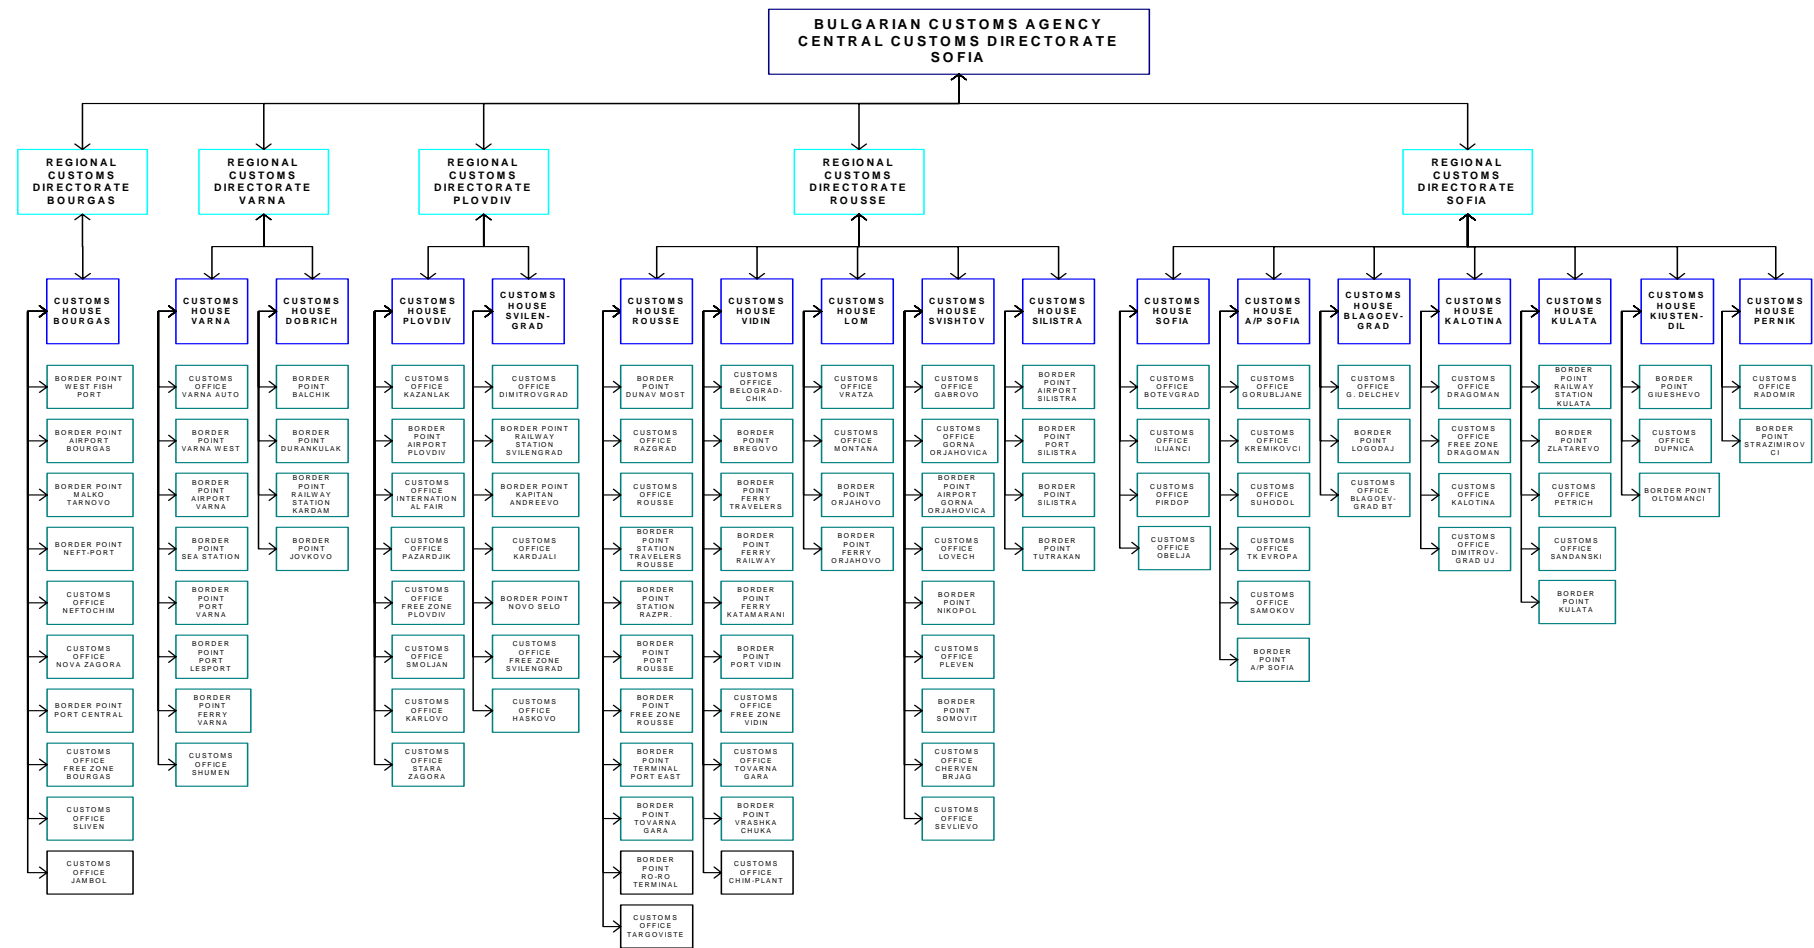 BULGARIAN CUSTOMS AGENCY
CENTRAL CUSTOMS DIRECTORATE
SOFIA
REGIONAL
CUSTOMS
DIRECTORATE
BOURGAS
REGIONAL
CUSTOMS
DIRECTORATE
VARNA
REGIONAL
CUSTOMS
DIRECTORATE
PLOVDIV
REGIONAL
CUSTOMS
DIRECTORATE
ROUSSE
REGIONAL
CUSTOMS
DIRECTORATE
SOFIA
CUSTOMS
HOUSE
BOURGAS
BORDER POINT
WEST FISH
PORT
BORDER POINT
AIRPORT
BOURGAS
BORDER POINT
MALKO
TARNOVO
BORDER POINT
NEFT-PORT
CUSTOMS
OFFICE
NEFTOCHIM
CUSTOMS
OFFICE
NOVA ZAGORA
BORDER POINT
PORT CENTRAL
CUSTOMS
OFFICE
FREE ZONE
BOURGAS
CUSTOMS
OFFICE
SLIVEN
CUSTOMS
OFFICE
JAMBOL
CUSTOMS
HOUSE
VARNA
CUSTOMS
OFFICE
VARNA AUTO
BORDER
POINT
VARNA WEST
BORDER
POINT
AIRPORT
VARNA
BORDER
POINT
SEA STATION
BORDER
POINT
PORT
VARNA
BORDER
POINT
PORT
LESPORT
BORDER
POINT
FERRY
VARNA
CUSTOMS
OFFICE
SHUMEN
CUSTOMS
HOUSE
DOBRICH
BORDER
POINT
BALCHIK
BORDER
POINT
DURANKULAK
BORDER
POINT
RAILWAY
STATION
KARDAM
BORDER
POINT
JOVKOVO
CUSTOMS
HOUSE
PLOVDIV
CUSTOMS
OFFICE
KAZANLAK
BORDER
POINT
AIRPORT
PLOVDIV
CUSTOMS
OFFICE
INTERNATION
AL FAIR
CUSTOMS
OFFICE
PAZARDJIK
CUSTOMS
OFFICE
FREE ZONE
PLOVDIV
CUSTOMS
OFFICE
SMOLJAN
CUSTOMS
OFFICE
KARLOVO
CUSTOMS
OFFICE
STARA
ZAGORA
CUSTOMS
HOUSE
SVILEN-
GRAD
CUSTOMS
OFFICE
DIMITROVGRAD
BORDER POINT
RAILWAY
STATION
SVILENGRAD
BORDER POINT
KAPITAN
ANDREEVO
CUSTOMS
OFFICE
KARDJALI
BORDER POINT
NOVO SELO
CUSTOMS
OFFICE
FREE ZONE
SVILENGRAD
CUSTOMS
OFFICE
HASKOVO
CUSTOMS
HOUSE
ROUSSE
BORDER
POINT
DUNAV MOST
CUSTOMS
OFFICE
RAZGRAD
CUSTOMS
OFFICE
ROUSSE
BORDER
POINT
STATION
TRAVELERS
ROUSSE
BORDER
POINT
STATION
RAZPR.
BORDER
POINT
PORT
ROUSSE
BORDER
POINT
FREE ZONE
ROUSSE
BORDER
POINT
TERMINAL
PORT EAST
BORDER
POINT
TOVARNA
GARA
BORDER
POINT
RO-RO
TERMINAL
CUSTOMS
OFFICE
TARGOVISTE
CUSTOMS
HOUSE
VIDIN
CUSTOMS
OFFICE
BELOGRAD-
CHIK
BORDER
POINT
BREGOVO
BORDER
POINT
FERRY
TRAVELERS
BORDER
POINT
FERRY
RAILWAY
BORDER
POINT
FERRY
KATAMARANI
BORDER
POINT
PORT VIDIN
CUSTOMS
OFFICE
FREE ZONE
VIDIN
CUSTOMS
OFFICE
TOVARNA
GARA
BORDER
POINT
VRASHKA
CHUKA
CUSTOMS
OFFICE
CHIM-PLANT
CUSTOMS
HOUSE
LOM
CUSTOMS
OFFICE
VRATZA
CUSTOMS
OFFICE
MONTANA
BORDER
POINT
ORJAHOVO
BORDER
POINT
FERRY
ORJAHOVO
CUSTOMS
HOUSE
SVISHTOV
CUSTOMS
OFFICE
GABROVO
CUSTOMS
OFFICE
GORNA
ORJAHOVICA
BORDER
POINT
AIRPORT
GORNA
ORJAHOVICA
CUSTOMS
OFFICE
LOVECH
BORDER
POINT
NIKOPOL
CUSTOMS
OFFICE
PLEVEN
BORDER
POINT
SOMOVIT
CUSTOMS
OFFICE
CHERVEN
BRJAG
CUSTOMS
OFFICE
SEVLIEVO
CUSTOMS
HOUSE
SILISTRA
BORDER
POINT
AIRPORT
SILISTRA
BORDER
POINT
PORT
SILISTRA
BORDER
POINT
SILISTRA
BORDER
POINT
TUTRAKAN
CUSTOMS
HOUSE
SOFIA
CUSTOMS
OFFICE
BOTEVGRAD
CUSTOMS
OFFICE
ILIJANCI
CUSTOMS
OFFICE
PIRDOP
CUSTOMS
OFFICE
OBELJA
CUSTOMS
HOUSE
A/P SOFIA
CUSTOMS
OFFICE
GORUBLJANE
CUSTOMS
OFFICE
KREMIKOVCI
CUSTOMS
OFFICE
SUHODOL
CUSTOMS
OFFICE
TK EVROPA
CUSTOMS
OFFICE
SAMOKOV
BORDER
POINT
A/P SOFIA
CUSTOMS
HOUSE
BLAGOEV-
GRAD
CUSTOMS
OFFICE
G. DELCHEV
BORDER
POINT
LOGODAJ
CUSTOMS
OFFICE
BLAGOEV-
GRAD BT
CUSTOMS
HOUSE
KALOTINA
CUSTOMS
OFFICE
DRAGOMAN
CUSTOMS
OFFICE
FREE ZONE
DRAGOMAN
CUSTOMS
OFFICE
KALOTINA
CUSTOMS
OFFICE
DIMITROV-
GRAD UJ
CUSTOMS
HOUSE
KULATA
BORDER
POINT
RAILWAY
STATION
KULATA
BORDER
POINT
ZLATAREVO
CUSTOMS
OFFICE
PETRICH
CUSTOMS
OFFICE
SANDANSKI
BORDER
POINT
KULATA
CUSTOMS
HOUSE
KIUSTEN-
DIL
BORDER
POINT
GIUESHEVO
CUSTOMS
OFFICE
DUPNICA
BORDER POINT
OLTOMANCI
CUSTOMS
HOUSE
PERNIK
CUSTOMS
OFFICE
RADOMIR
BORDER
POINT
STRAZIMIROV
CI